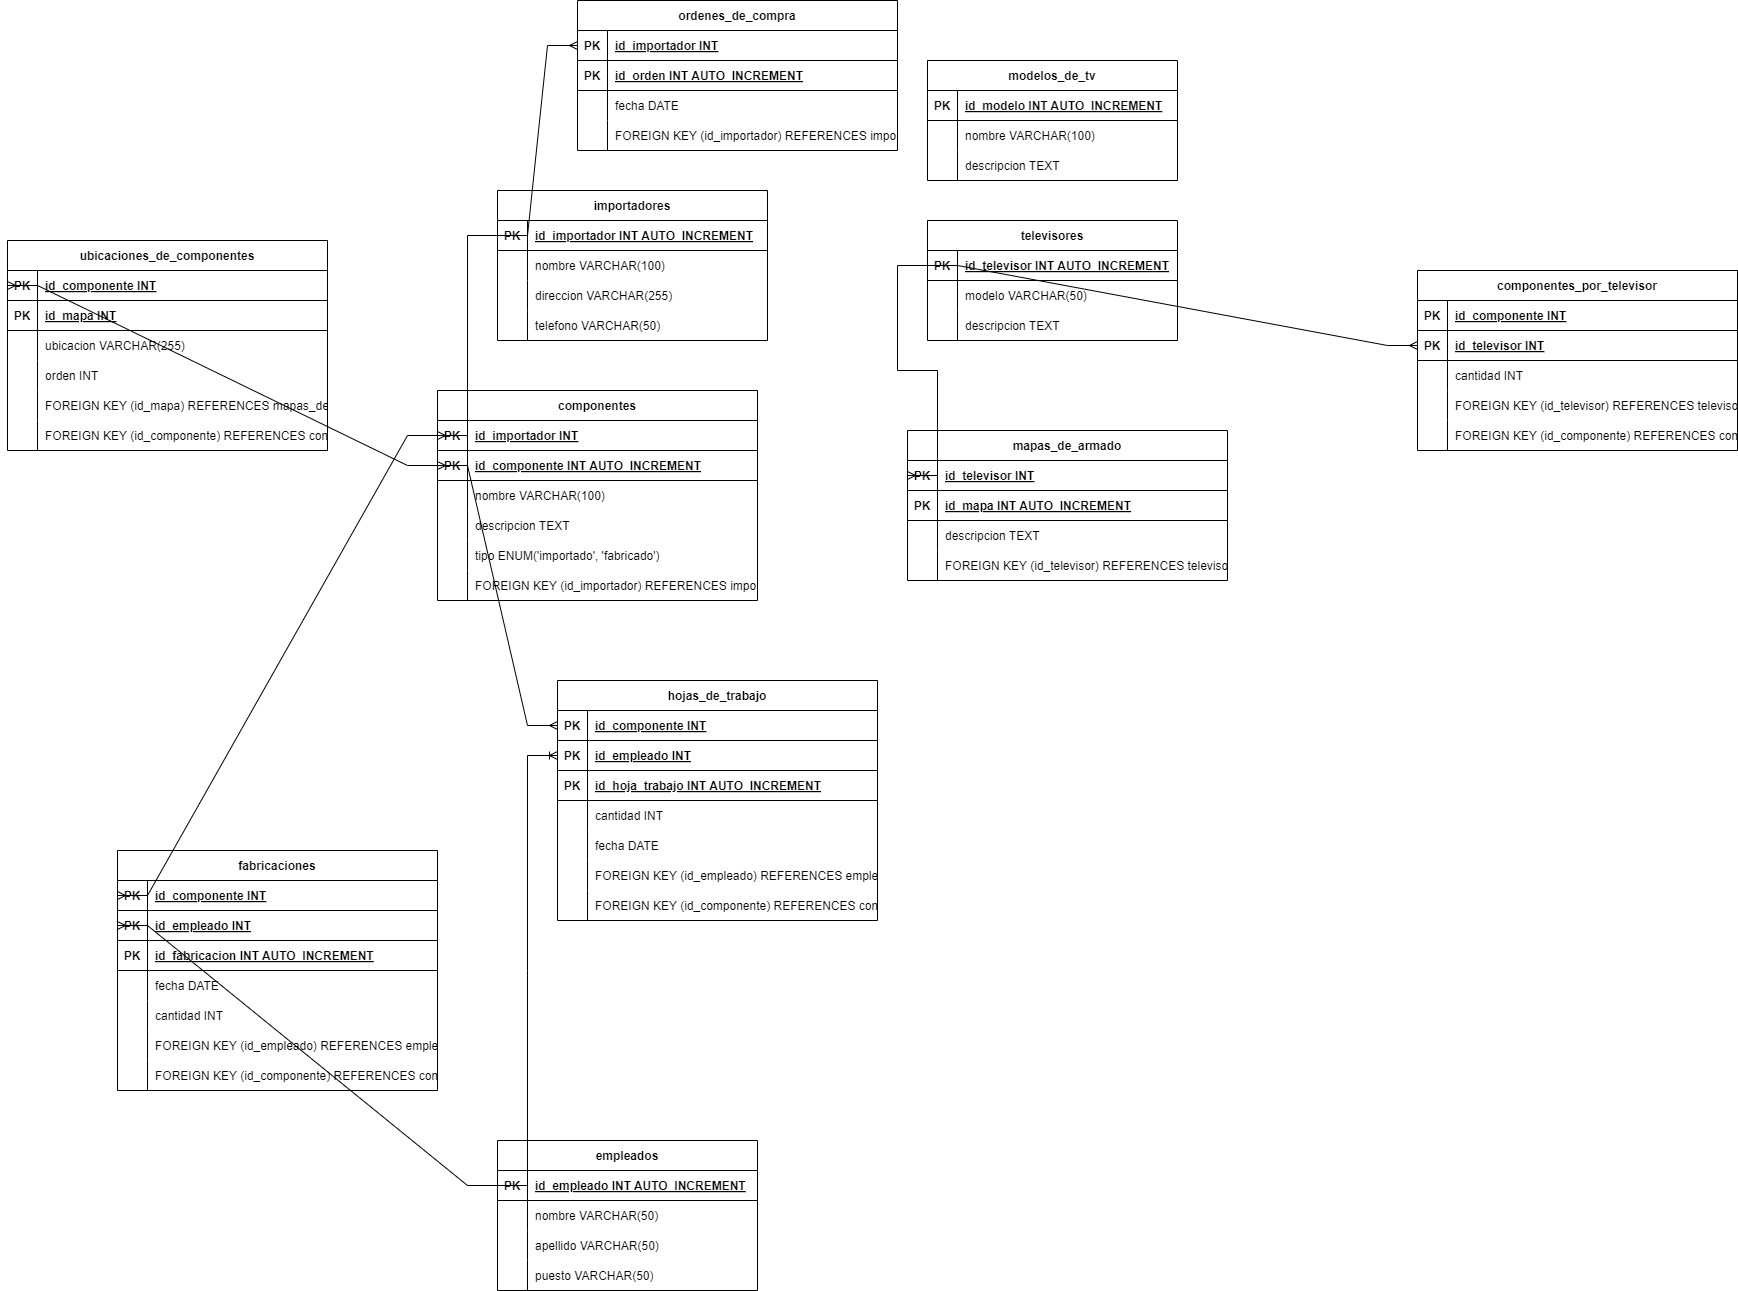 ordenes_de_compra
PK id_importador INT
PK id_orden INT AUTO_INCREMENT
fecha DATE
FOREIGN KEY (id_importador) REFERENCES impo
modelos_de_tv
PK id_modelo INT AUTO_INCREMENT
nombre VARCHAR(100)
descripcion TEXT
importadores
PK id_importador INT AUTO_INCREMENT
nombre VARCHAR(100)
direccion VARCHAR(255)
telefono VARCHAR(50)
televisores
PK id_televisor INT AUTO_INCREMENT
modelo VARCHAR(50)
descripcion TEXT
ubicaciones_de_componentes
PK id_componente INT
PK id_mapa INT
ubicacion VARCHAR(255)
orden INT
FOREIGN KEY (id_mapa) REFERENCES mapas_de
FOREIGN KEY (id_componente) REFERENCES con
componentes_por_televisor
PK id_componente INT
PK id_televisor INT
cantidad INT
FOREIGN KEY (id_televisor) REFERENCES televiso
FOREIGN KEY (id_componente) REFERENCES con
componentes
PK id_importador INT
PK id_componente INT AUTO_INCREMENT
nombre VARCHAR(100)
descripcion TEXT
tipo ENUM('importado', 'fabricado')
FOREIGN KEY (id_importador) REFERENCES impo
mapas_de_armado
PK id_televisor INT
PK id_mapa INT AUTO_INCREMENT
descripcion TEXT
FOREIGN KEY (id_televisor) REFERENCES televiso
hojas_de_trabajo
PK id_componente INT
PK id_empleado INT
PK id_hoja_trabajo INT AUTO_INCREMENT
cantidad INT
fecha DATE
FOREIGN KEY (id_empleado) REFERENCES emple
FOREIGN KEY (id_componente) REFERENCES con
fabricaciones
PK id_componente INT
PK id_empleado INT
PK id_fabricacion INT AUTO_INCREMENT
fecha DATE
cantidad INT
FOREIGN KEY (id_empleado) REFERENCES emple
FOREIGN KEY (id_componente) REFERENCES con
empleados
PK id_empleado INT AUTO_INCREMENT
nombre VARCHAR(50)
apellido VARCHAR(50)
puesto VARCHAR(50)